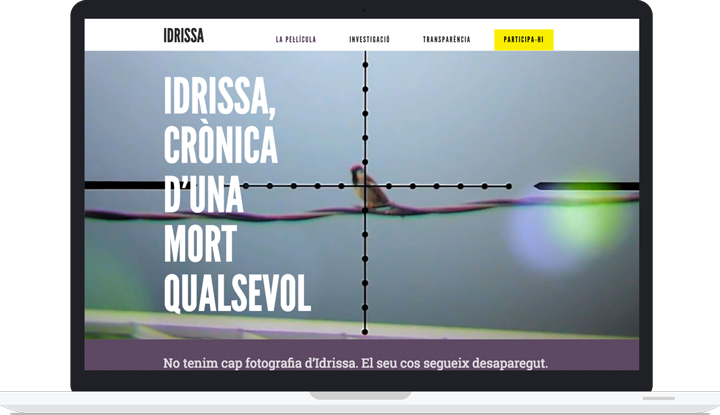 IDRISSA
LA PEL·LÍCULA INVESTIGACIÓ TRANSPARÈNCIA PARTICIPA-HI
IDRISSA,
CRÒNICA
D'UNA
MORT
QUALSEVOL
No tenim cap fotografia d'Idrissa. El seu cos segueix desaparegut.